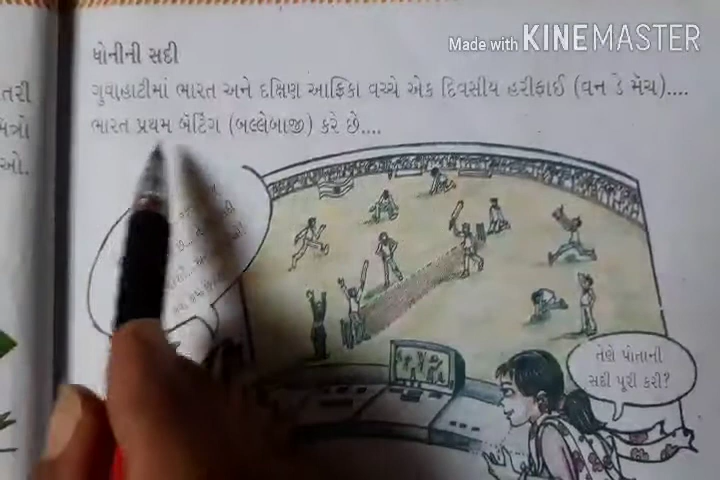 Made with KINEMASTER
ધોનીની સદી
તરી
ગુવાહાટીમાં ભારત અને દક્ષિણ આફ્રિકા વચ્ચે એક દિવસીય હરીફાઈ (વન ડે મૅચ)....
મિત્રો
ભારત પ્રથમ બૅટિંગ (બલ્લેબાજી) કરે છે....
ઓ.
તેણે પોતાની
સદી પૂરી કરી?